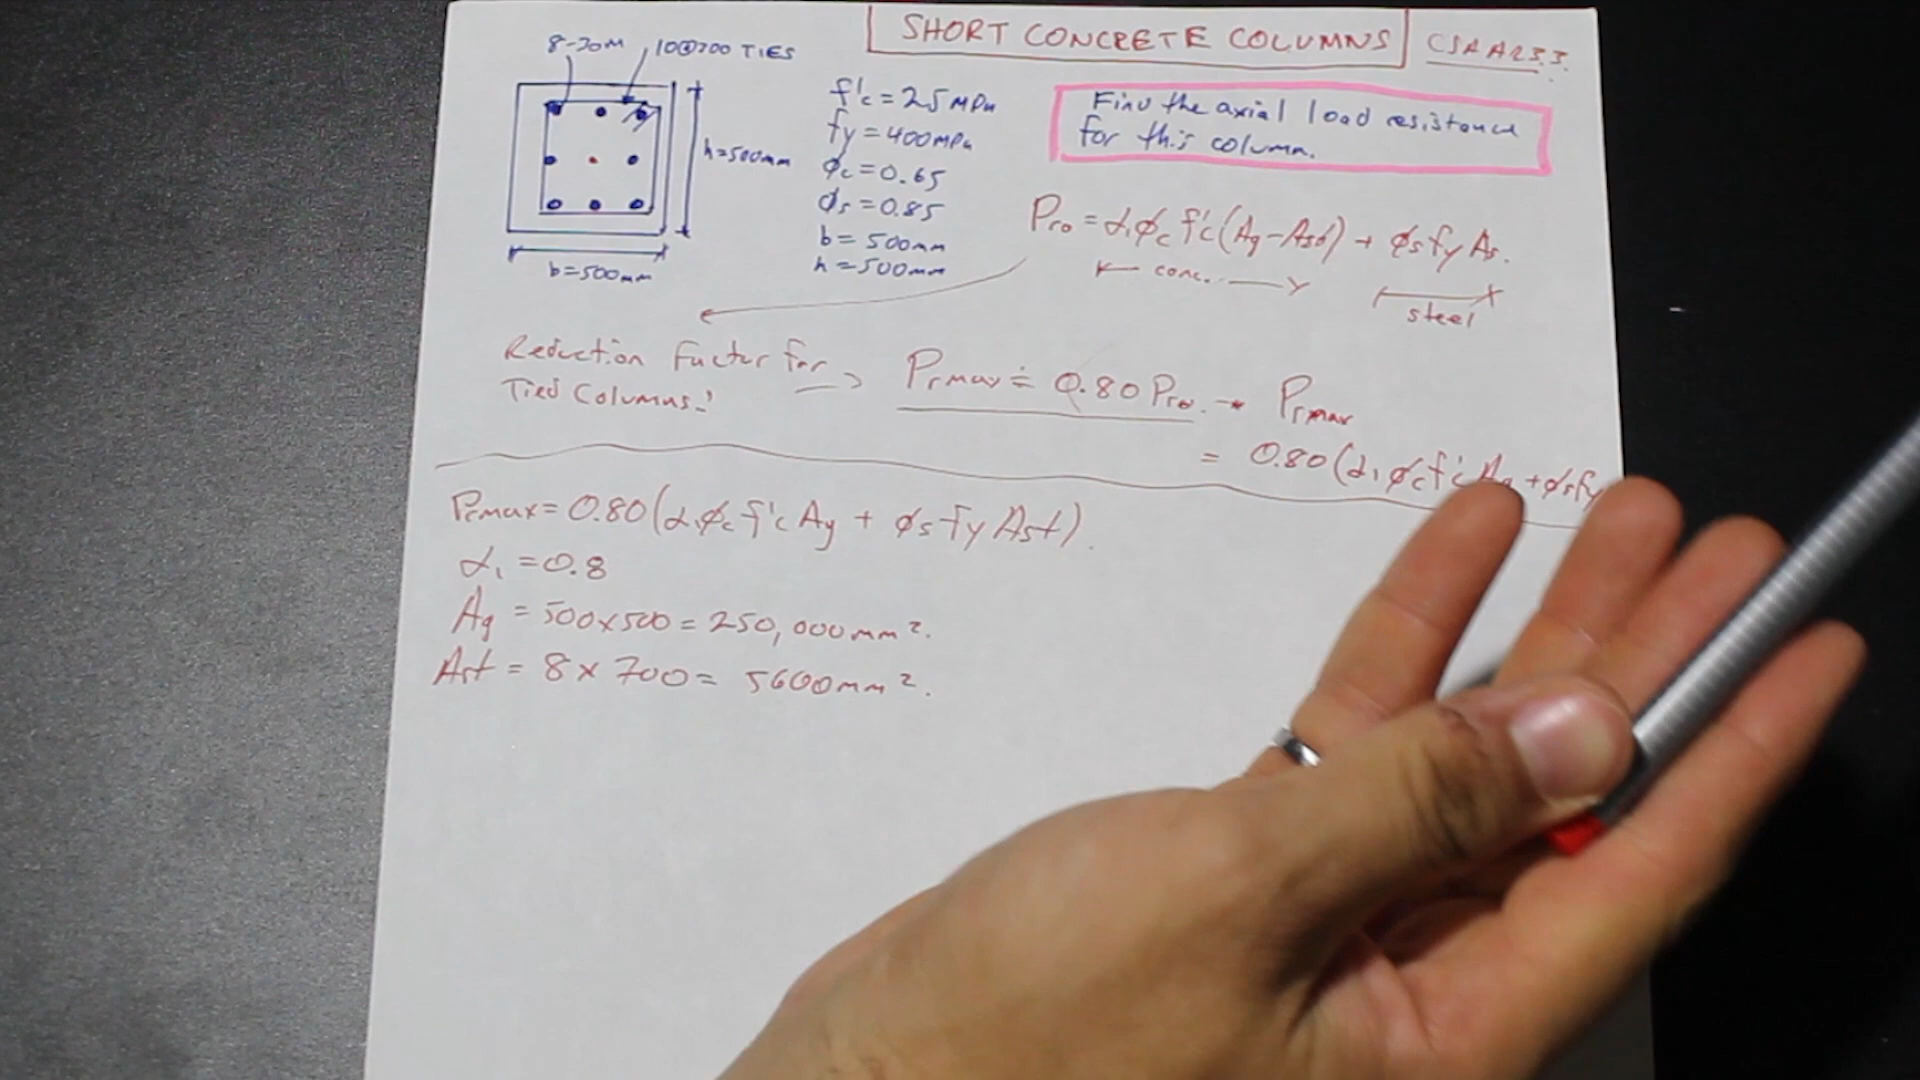 SHORT CONCRETE COLUMNS
CSA A23.3.
8-30M
10@300 TIES
h=500mm
b=500mm
f'c=25MPa
fy=400MPa
ϕc=0.65
ϕs=0.85
b=500mm
h=500mm
Find the axial load resistance
for this column.
Pro=α1ϕc f'c(Ag-Ast)+ϕsfyAs.
conc.
steel
Reduction Factor for
Tied Columns.
Prmax=0.80Pro.→Prmax
=0.80(α1ϕcf'cAg+ϕsfy
Prmax=0.80(α1ϕcf'cAg+ϕsfyAst).
α1=0.8
Ag=500x500=250,000mm².
Ast=8x700=5600mm².